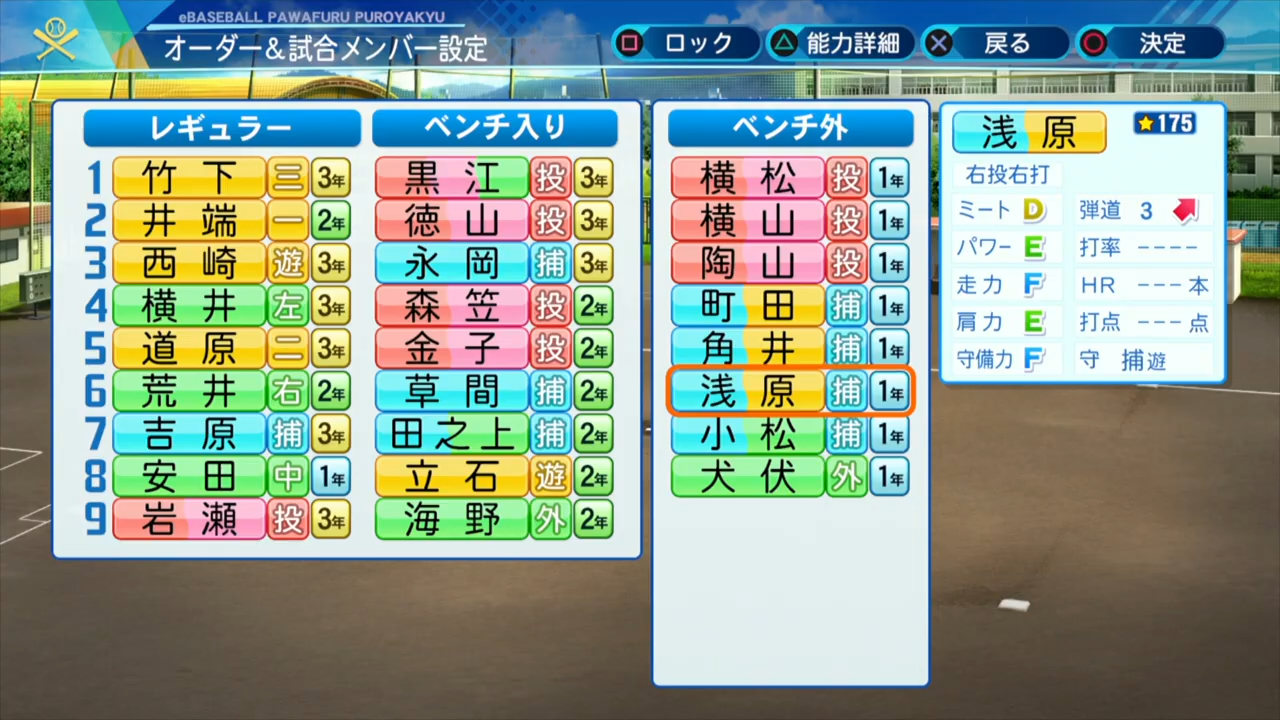 eBASEBALL PAWAFURU PUROYAKYU
オーダー&試合メンバー設定
ロック 能力詳細 戻る 決定
レギュラー
1 竹下 三 3年
2 井端 一 2年
3 西崎 遊 3年
4 横井 左 3年
5 道原 二 3年
6 荒井 右 2年
7 吉原 捕 3年
8 安田 中 1年
9 岩瀬 投 3年
ベンチ入り
黒江 投 3年
徳山 投 3年
永岡 捕 3年
森笠 投 2年
金子 投 2年
草間 捕 2年
田之上 捕 2年
立石 遊 2年
海野 外 2年
ベンチ外
横松 投 1年
横山 投 1年
陶山 投 1年
町田 捕 1年
角井 捕 1年
浅原 捕 1年
小松 捕 1年
犬伏 外 1年
浅原 ★175
右投右打
ミート D 弾道 3
パワー E 打率 ----
走力 F HR ---本
肩力 E 打点 ---点
守備力 F 守 捕遊